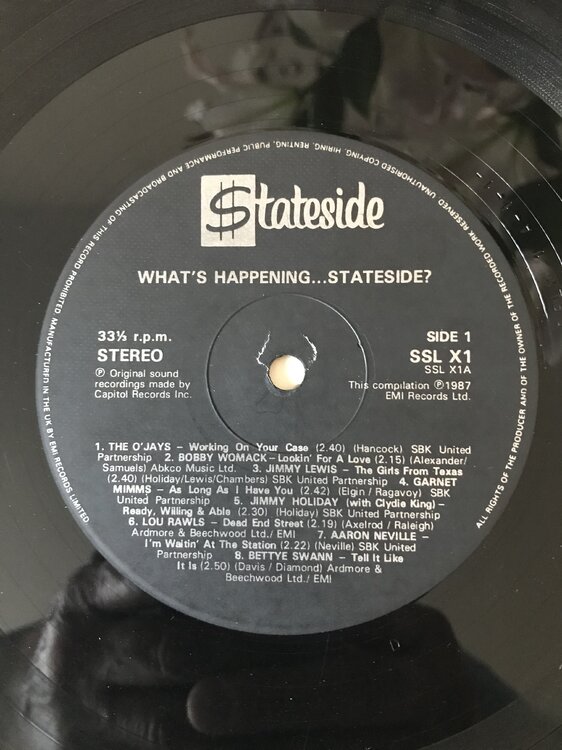 $tateside
WHAT'S HAPPENING...STATESIDE?
33⅓ r.p.m.
STEREO
℗ Original sound
recordings made by
Capitol Records Inc.
SIDE 1
SSL X1
SSL X1A
This compilation ℗1987
EMI Records Ltd.
1. THE O'JAYS – Working On Your Case (2.40) (Hancock) SBK United
Partnership 2. BOBBY WOMACK – Lookin' For A Love (2.15) (Alexander/
Samuels) Abkco Music Ltd. 3. JIMMY LEWIS – The Girls From Texas
(2.40) (Holiday/Lewis/Chambers) SBK United Partnership 4. GARNET
MIMMS – As Long As I Have You (2.42) (Elgin / Ragavoy) SBK
United Partnership 5. JIMMY HOLIDAY (with Clydie King) –
Ready, Willing & Able (2.30) (Holiday) SBK United Partnership
6. LOU RAWLS – Dead End Street (2.19) (Axelrod / Raleigh)
Ardmore & Beechwood Ltd./ EMI 7. AARON NEVILLE –
I'm Waitin' At The Station (2.22) (Neville) SBK United
Partnership 8. BETTYE SWANN – Tell It Like
It Is (2.50) (Davis / Diamond) Ardmore &
Beechwood Ltd./ EMI
ALL RIGHTS OF THE PRODUCER AND OF THE OWNER OF THE RECORDED WORK RESERVED UNAUTHORISED COPYING, HIRING, RENTING, PUBLIC PERFORMANCE AND BROADCASTING OF THIS RECORD PROHIBITED MANUFACTURED IN THE UK BY EMI RECORDS LIMITED